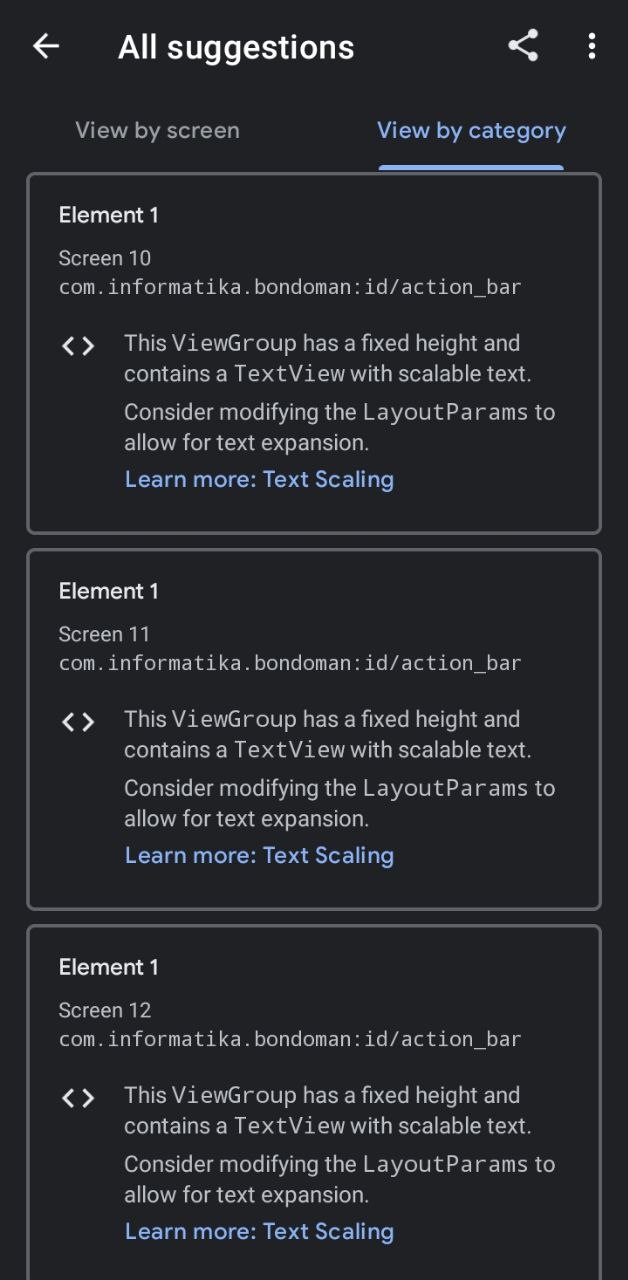 All suggestions
View by screen
View by category
Element 1
Screen 10
com.informatika.bondoman:id/action_bar
This ViewGroup has a fixed height and
contains a TextView with scalable text.
Consider modifying the LayoutParams to
allow for text expansion.
Learn more: Text Scaling
Element 1
Screen 11
com.informatika.bondoman:id/action_bar
This ViewGroup has a fixed height and
contains a TextView with scalable text.
Consider modifying the LayoutParams to
allow for text expansion.
Learn more: Text Scaling
Element 1
Screen 12
com.informatika.bondoman:id/action_bar
This ViewGroup has a fixed height and
contains a TextView with scalable text.
Consider modifying the LayoutParams to
allow for text expansion.
Learn more: Text Scaling